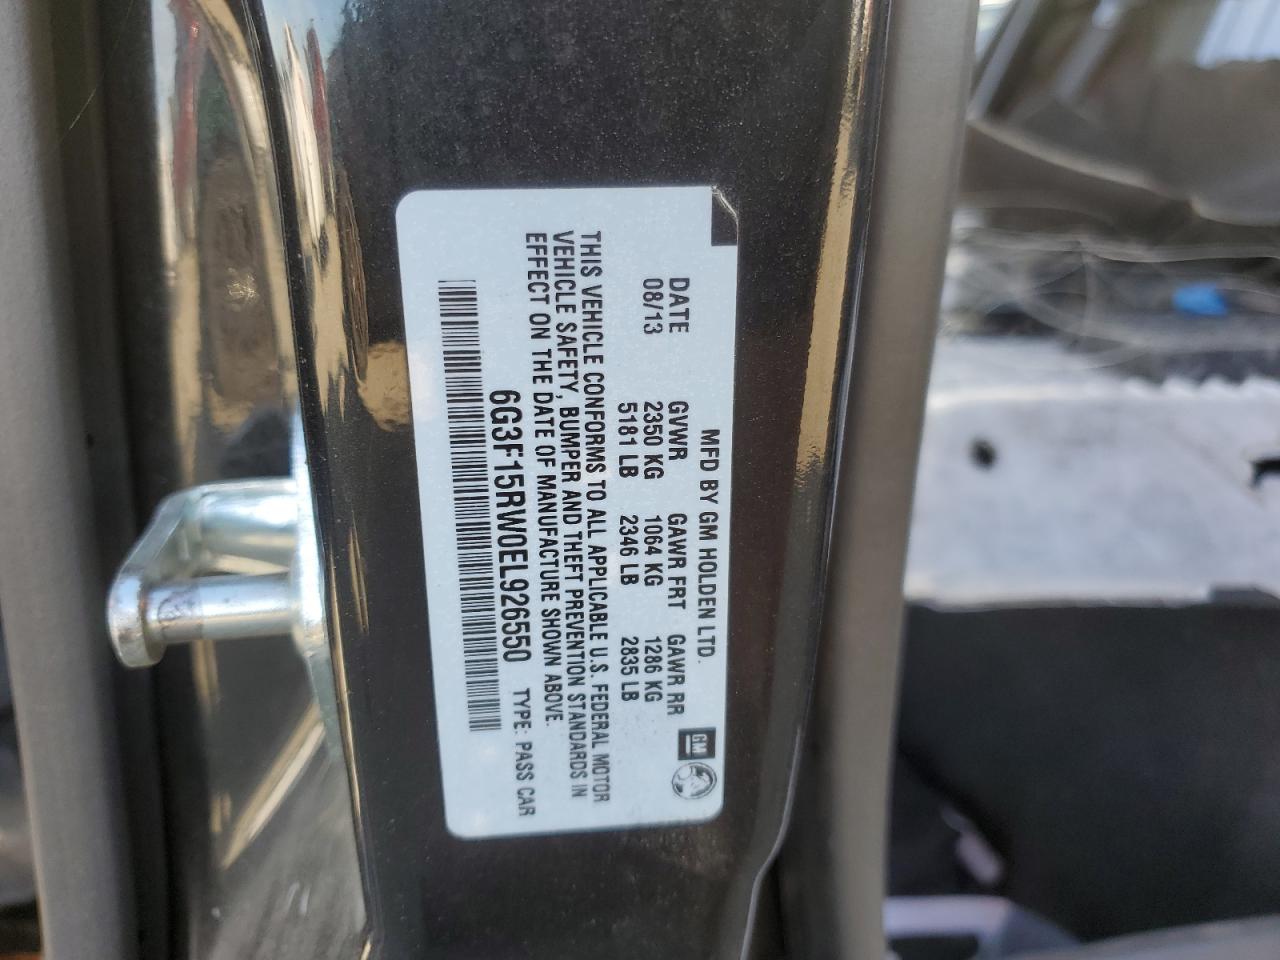 MFD BY GM HOLDEN LTD.
GM
DATE GVWR GAWR FRT GAWR RR
08/13 2350 KG 1064 KG 1286 KG
5181 LB 2346 LB 2835 LB
THIS VEHICLE CONFORMS TO ALL APPLICABLE U.S. FEDERAL MOTOR
VEHICLE SAFETY, BUMPER AND THEFT PREVENTION STANDARDS IN
EFFECT ON THE DATE OF MANUFACTURE SHOWN ABOVE.
6G3F15RW0EL926550 TYPE: PASS CAR